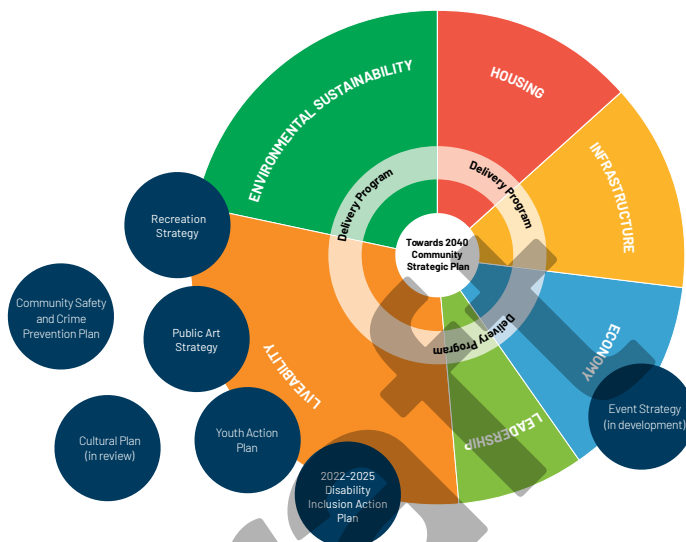 ENVIRONMENTAL SUSTAINABILITY
HOUSING
INFRASTRUCTURE
Delivery Program
Delivery Program
Towards 2040
Community
Strategic Plan
Delivery Program
ECONOMY
LEADERSHIP
LIVEABILITY
Recreation
Strategy
Community Safety
and Crime
Prevention Plan
Public Art
Strategy
Cultural Plan
(in review)
Youth Action
Plan
2022-2025
Disability
Inclusion Action
Plan
Event Strategy
(in development)